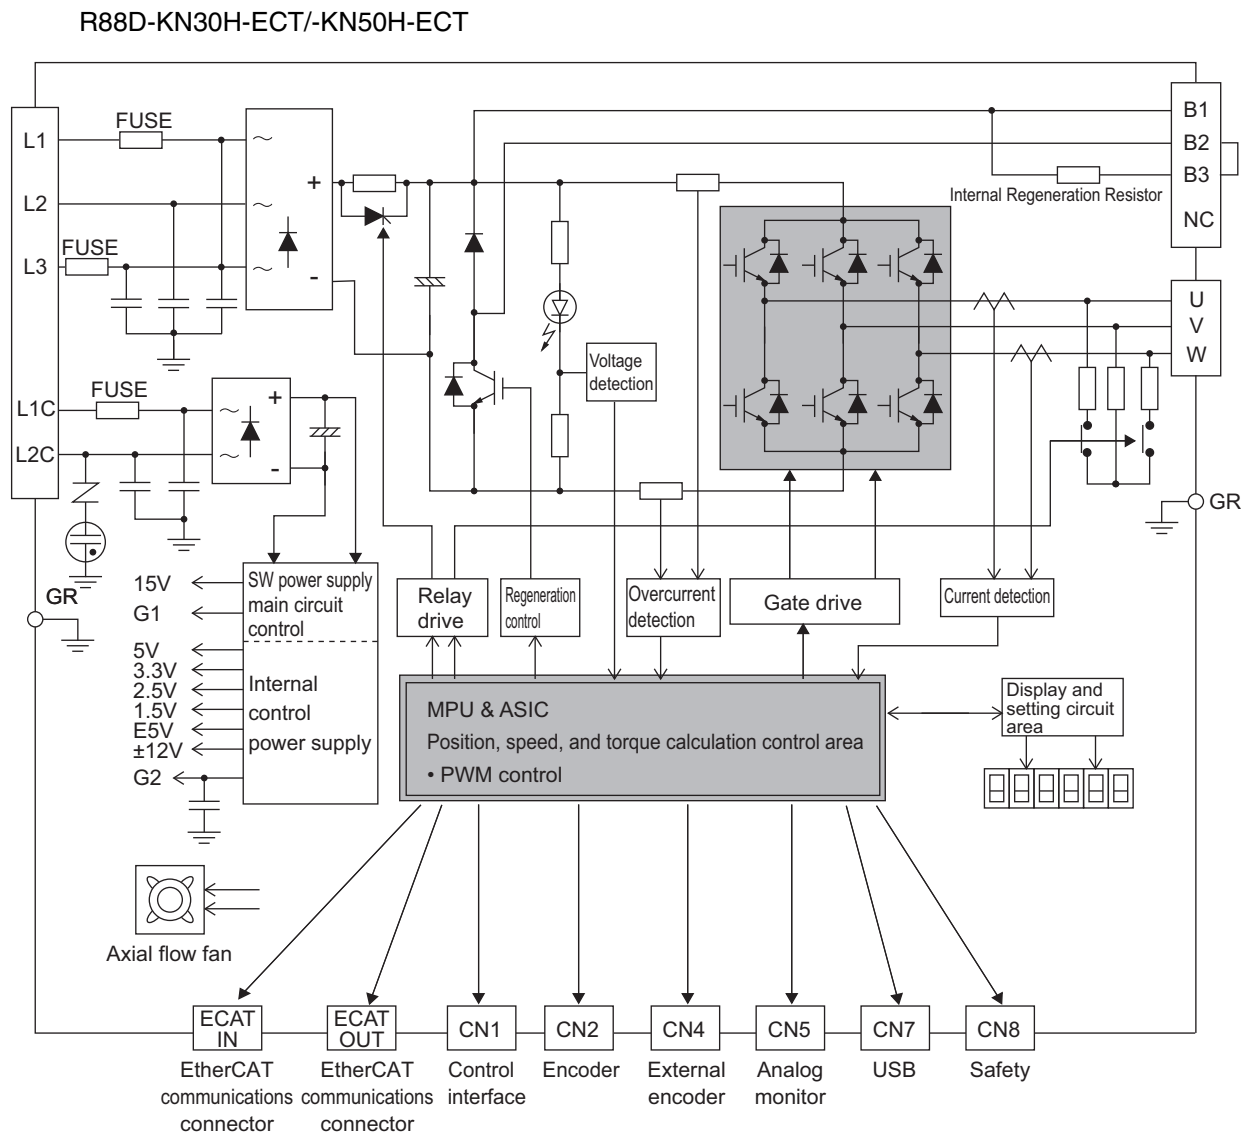 R88D-KN30H-ECT/-KN50H-ECT
L1
FUSE
L2
FUSE
L3
~
~
~
+
-
B1
B2
B3
Internal Regeneration Resistor
NC
U
V
W
Voltage
detection
L1C
FUSE
L2C
~
~
+
-
GR
GR
15V
G1
5V
3.3V
2.5V
1.5V
E5V
±12V
G2
SW power supply
main circuit
control
Internal
control
power supply
Relay
drive
Regeneration
control
Overcurrent
detection
Gate drive
Current detection
MPU & ASIC
Position, speed, and torque calculation control area
• PWM control
Display and
setting circuit
area
Axial flow fan
ECAT
IN
ECAT
OUT
CN1
CN2
CN4
CN5
CN7
CN8
EtherCAT
communications
connector
EtherCAT
communications
connector
Control
interface
Encoder
External
encoder
Analog
monitor
USB
Safety